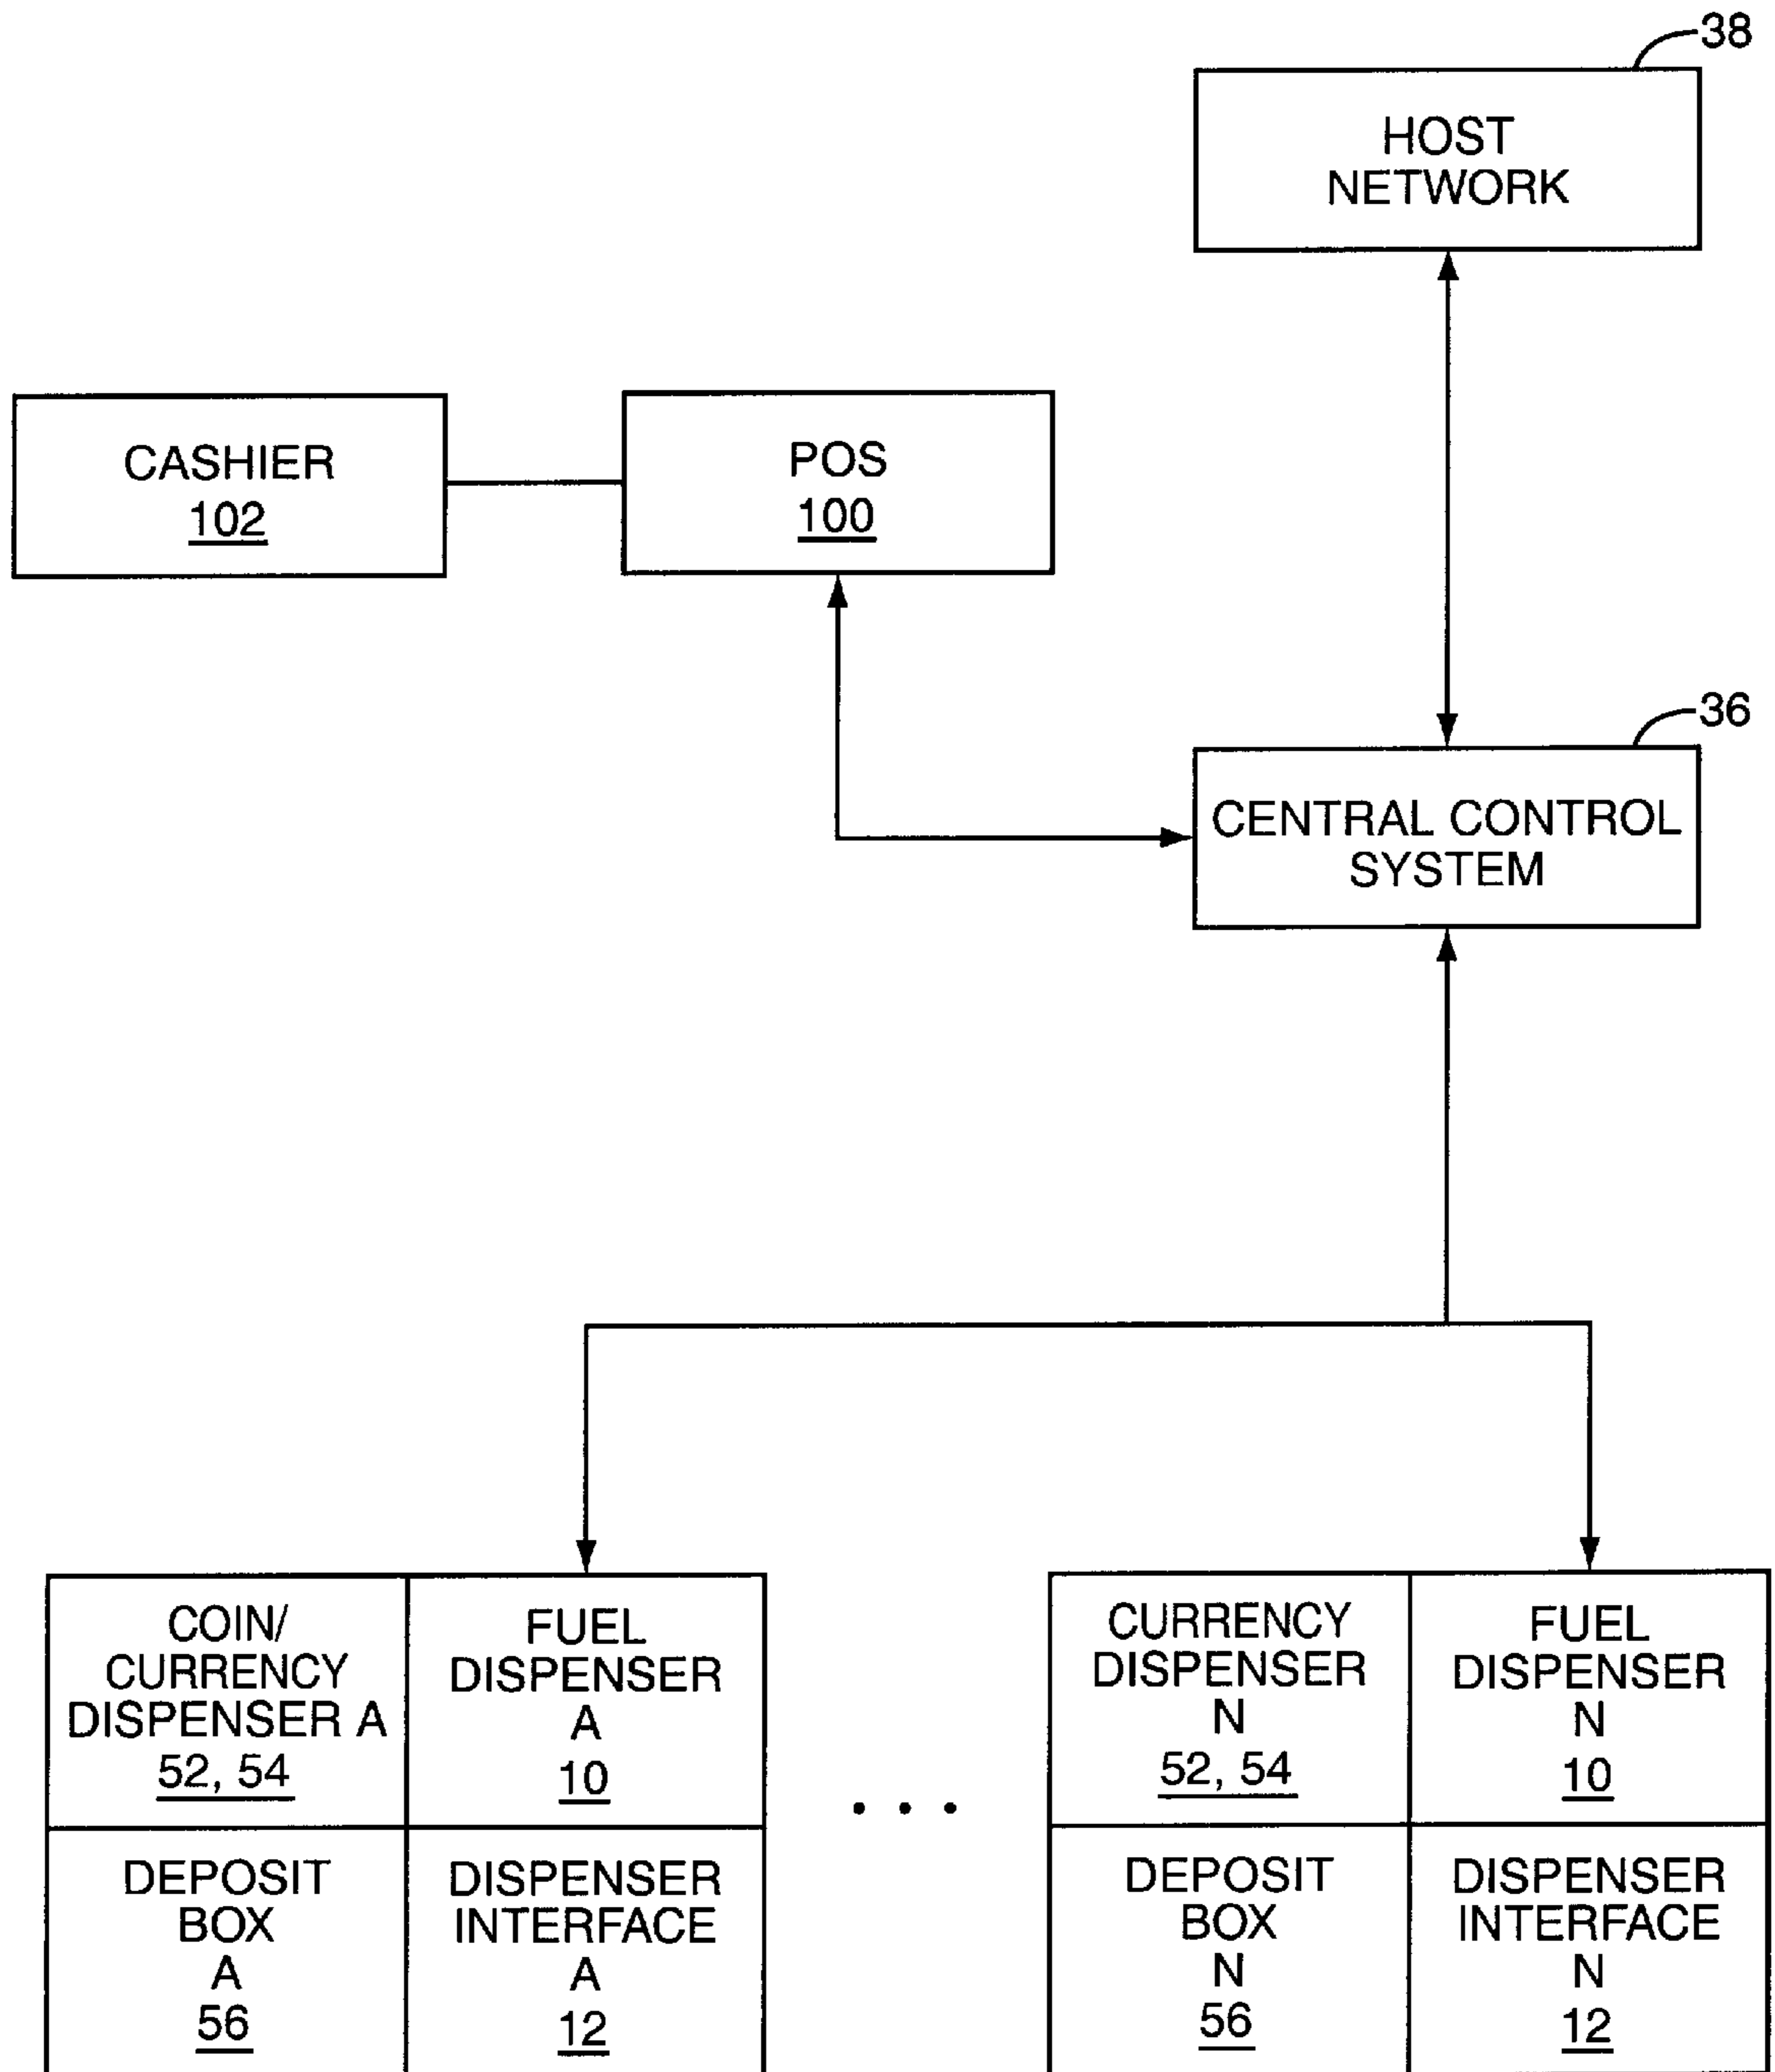 38
HOST
NETWORK
CASHIER
102
POS
100
36
CENTRAL CONTROL
SYSTEM
COIN/
CURRENCY
DISPENSER A
52, 54
FUEL
DISPENSER
A
10
CURRENCY
DISPENSER
N
52, 54
FUEL
DISPENSER
N
10
. . .
DEPOSIT
BOX
A
56
DISPENSER
INTERFACE
A
12
DEPOSIT
BOX
N
56
DISPENSER
INTERFACE
N
12